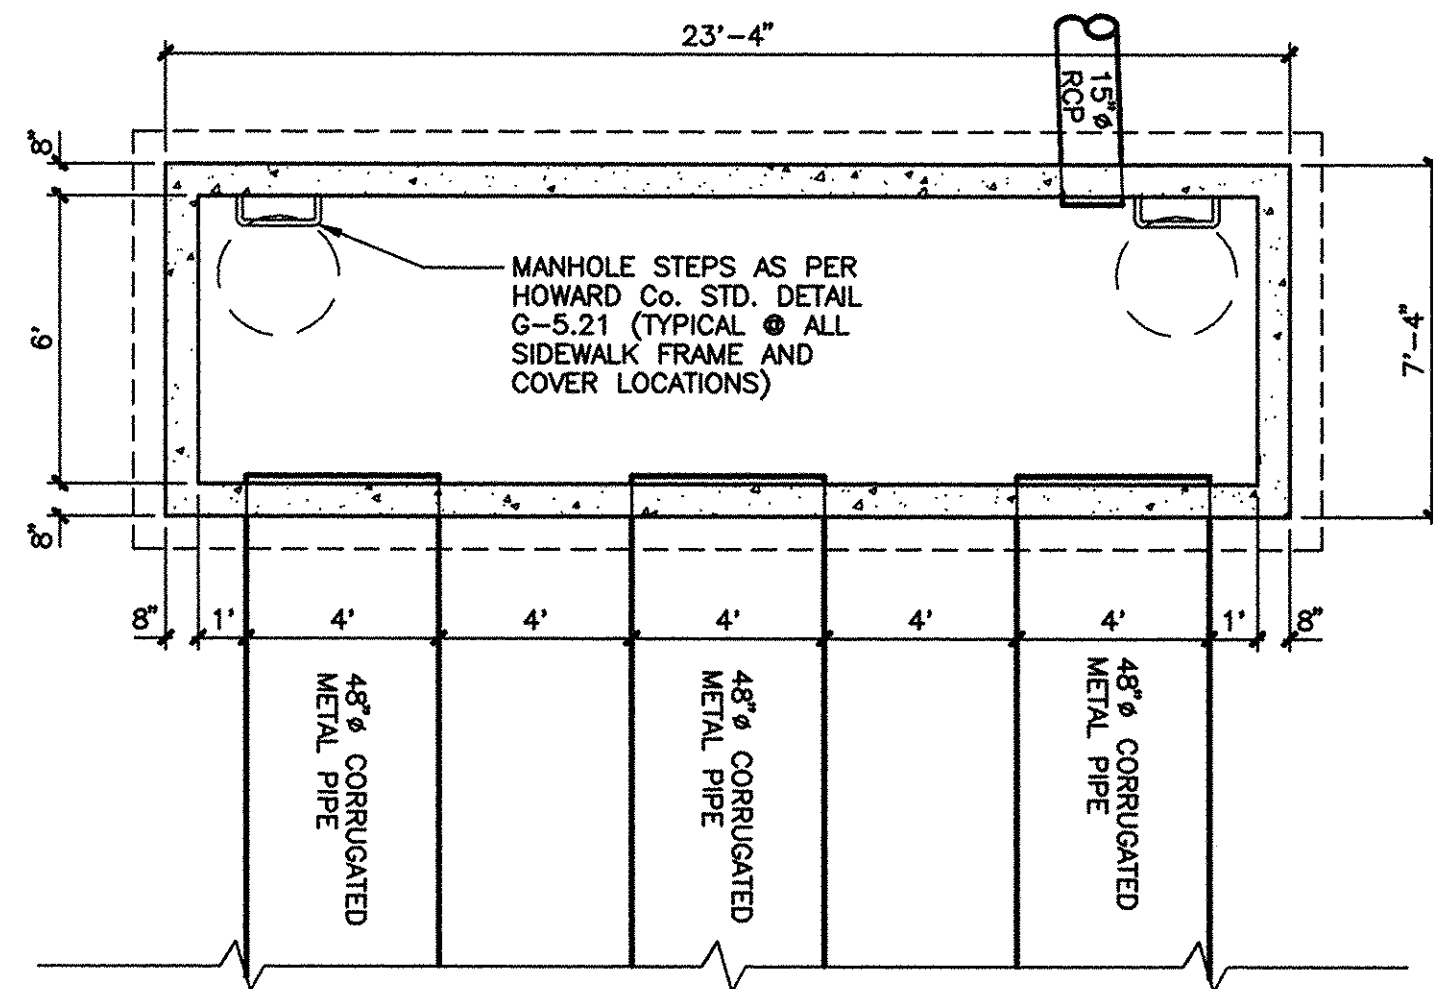 23'-4"
15"ø
RCP
8"
6'
8"
7'-4"
MANHOLE STEPS AS PER
HOWARD Co. STD. DETAIL
G-5.21 (TYPICAL @ ALL
SIDEWALK FRAME AND
COVER LOCATIONS)
8" 1' 4' 4' 4' 4' 4' 1' 8"
48"ø CORRUGATED
METAL PIPE
48"ø CORRUGATED
METAL PIPE
48"ø CORRUGATED
METAL PIPE